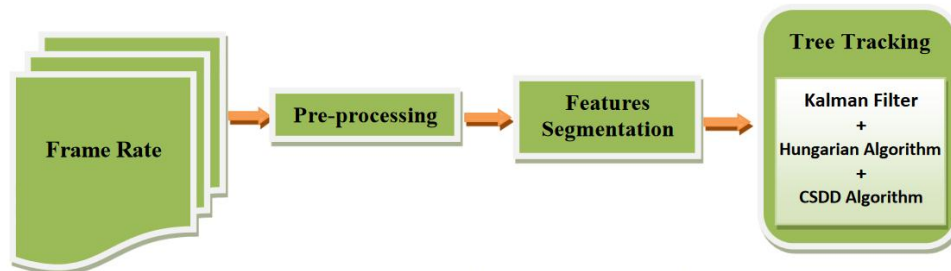 Frame Rate
Pre-processing
Features
Segmentation
Tree Tracking
Kalman Filter
+
Hungarian Algorithm
+
CSDD Algorithm